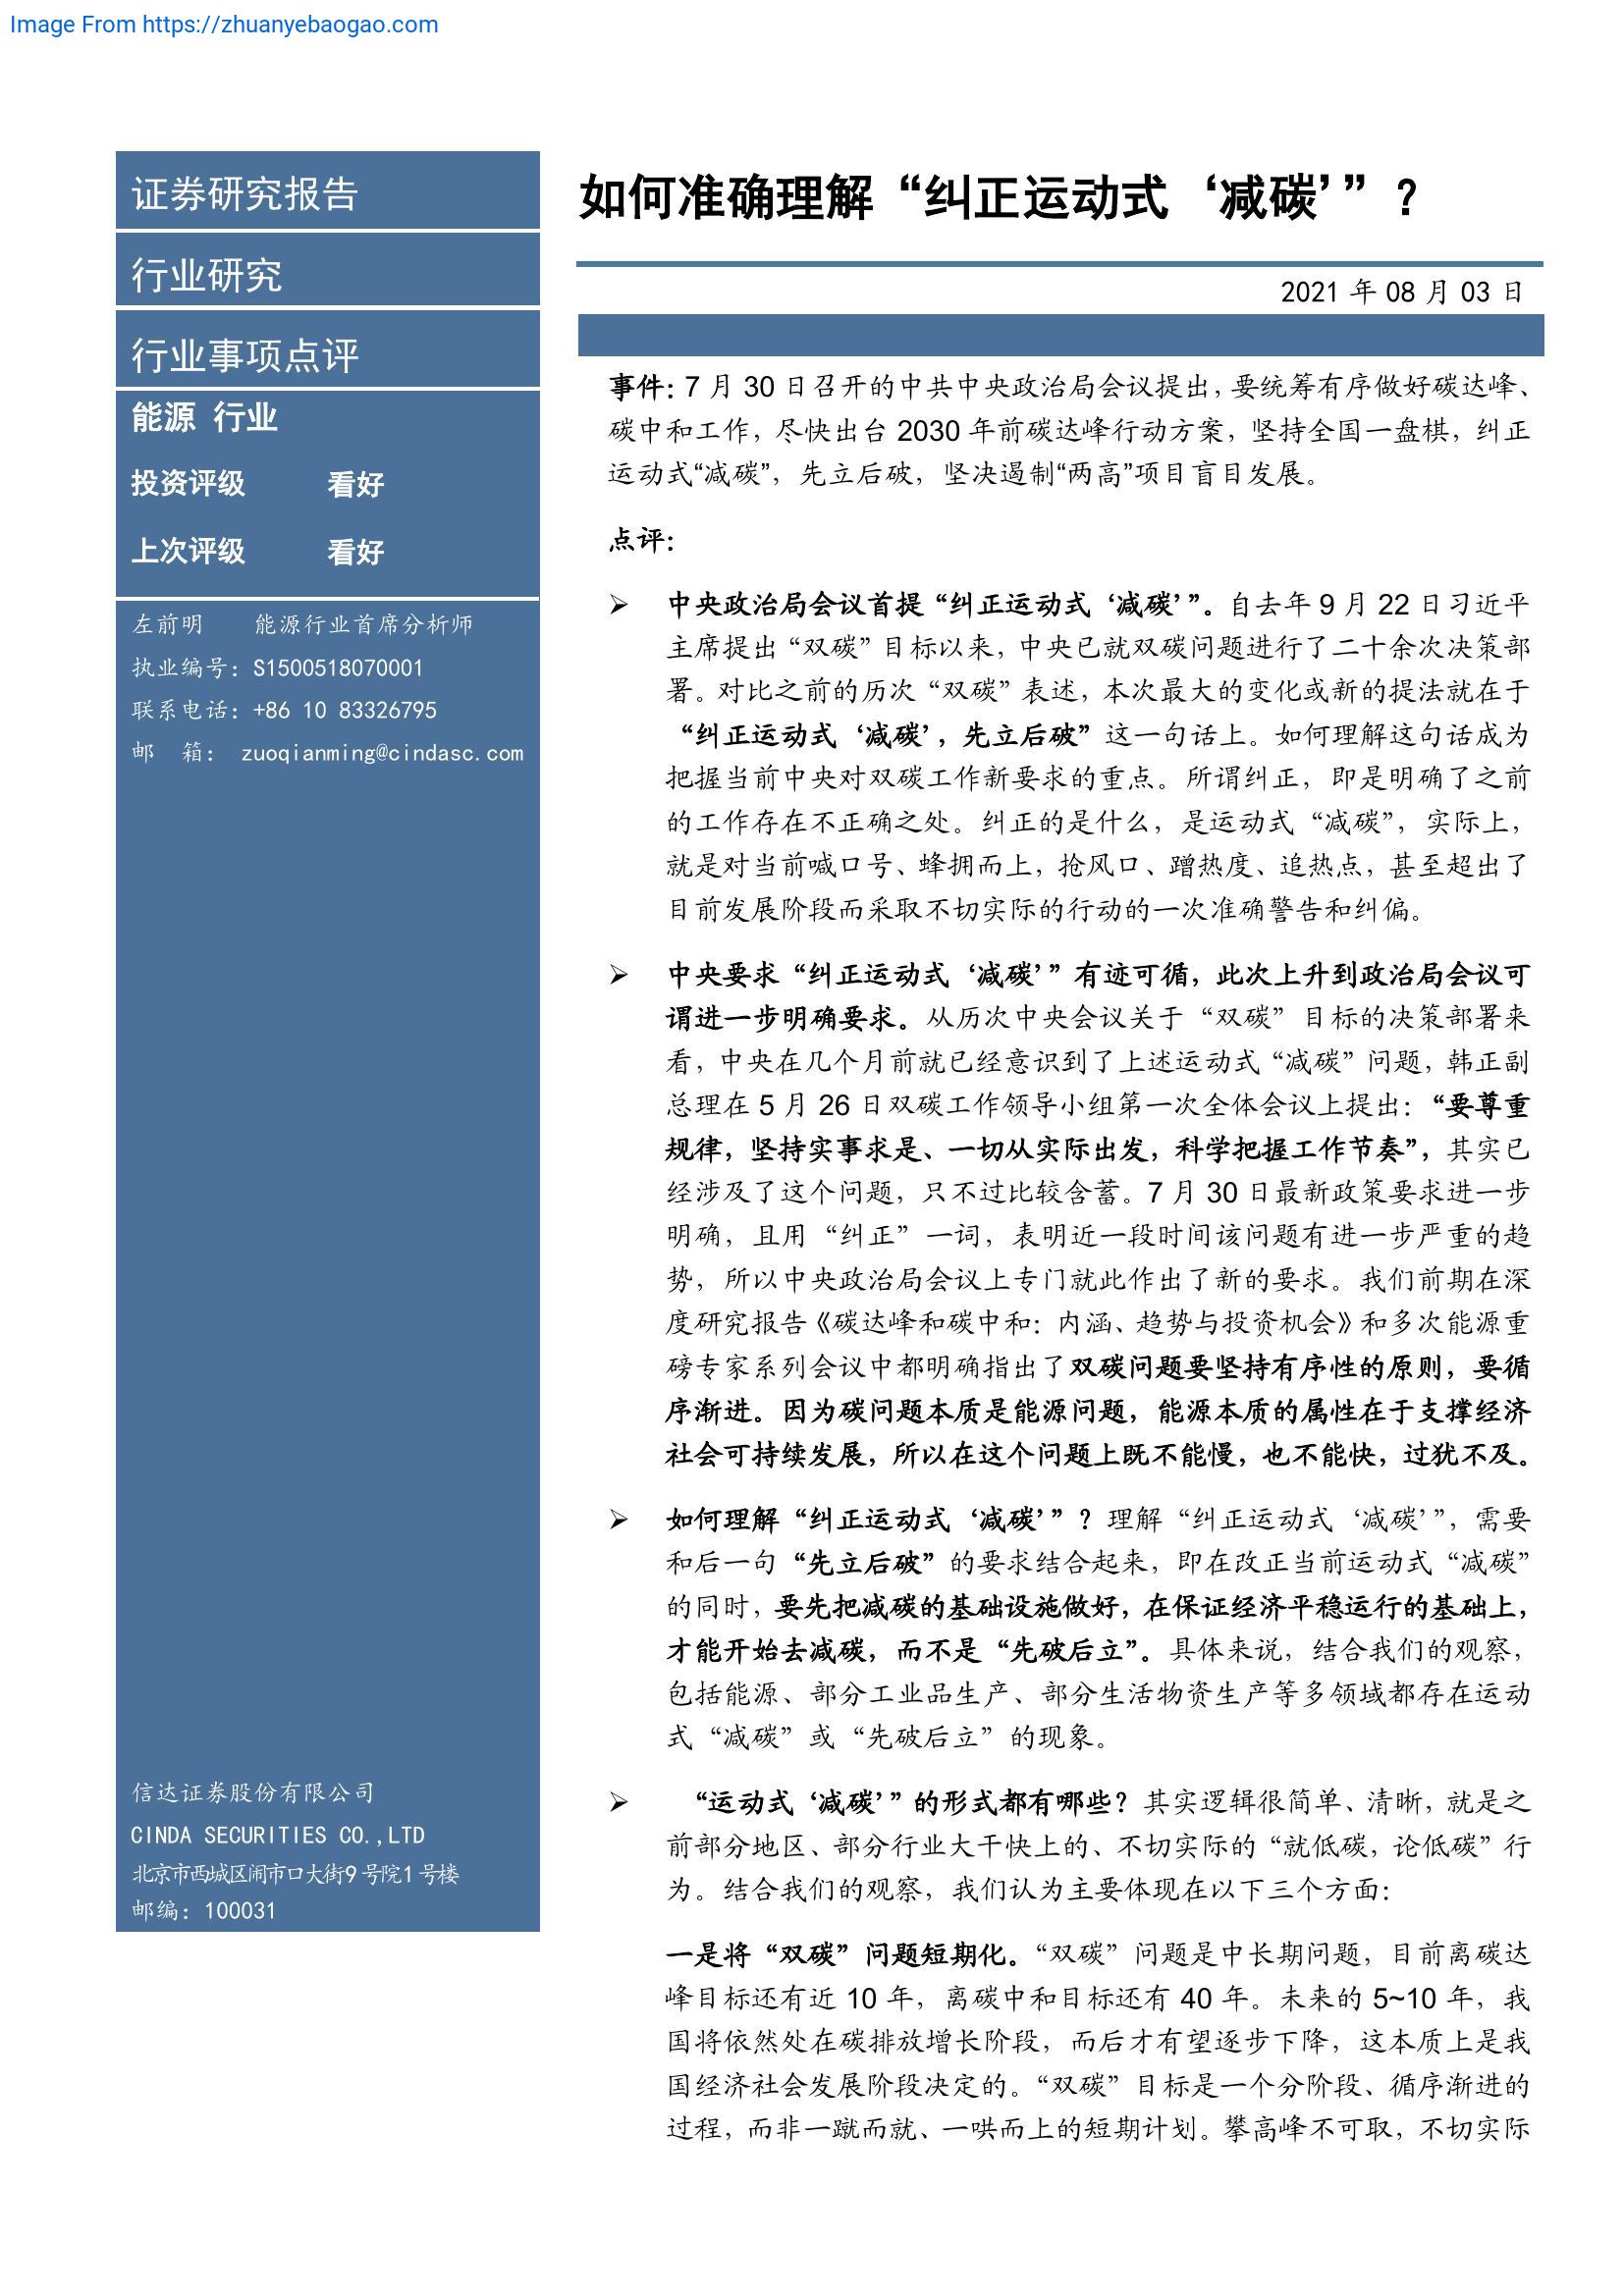 Image From https://zhuanyebaogao.com
证券研究报告
行业研究
行业事项点评
能源 行业
投资评级 看好
上次评级 看好
左前明 能源行业首席分析师
执业编号：S1500518070001
联系电话：+86 10 83326795
邮 箱： zuoqianming@cindasc.com
信达证券股份有限公司
CINDA SECURITIES CO.,LTD
北京市西城区闹市口大街9号院1号楼
邮编：100031
如何准确理解“纠正运动式‘减碳’”？
2021 年 08 月 03 日
事件：7 月 30 日召开的中共中央政治局会议提出，要统筹有序做好碳达峰、
碳中和工作，尽快出台 2030 年前碳达峰行动方案，坚持全国一盘棋，纠正
运动式“减碳”，先立后破，坚决遏制“两高”项目盲目发展。
点评：
➢ 中央政治局会议首提“纠正运动式‘减碳’”。自去年 9 月 22 日习近平
主席提出“双碳”目标以来，中央已就双碳问题进行了二十余次决策部
署。对比之前的历次“双碳”表述，本次最大的变化或新的提法就在于
“纠正运动式‘减碳’，先立后破”这一句话上。如何理解这句话成为
把握当前中央对双碳工作新要求的重点。所谓纠正，即是明确了之前
的工作存在不正确之处。纠正的是什么，是运动式“减碳”，实际上，
就是对当前喊口号、蜂拥而上，抢风口、蹭热度、追热点，甚至超出了
目前发展阶段而采取不切实际的行动的一次准确警告和纠偏。
➢ 中央要求“纠正运动式‘减碳’”有迹可循，此次上升到政治局会议可
谓进一步明确要求。从历次中央会议关于“双碳”目标的决策部署来
看，中央在几个月前就已经意识到了上述运动式“减碳”问题，韩正副
总理在 5 月 26 日双碳工作领导小组第一次全体会议上提出：“要尊重
规律，坚持实事求是、一切从实际出发，科学把握工作节奏”，其实已
经涉及了这个问题，只不过比较含蓄。7 月 30 日最新政策要求进一步
明确，且用“纠正”一词，表明近一段时间该问题有进一步严重的趋
势，所以中央政治局会议上专门就此作出了新的要求。我们前期在深
度研究报告《碳达峰和碳中和：内涵、趋势与投资机会》和多次能源重
磅专家系列会议中都明确指出了双碳问题要坚持有序性的原则，要循
序渐进。因为碳问题本质是能源问题，能源本质的属性在于支撑经济
社会可持续发展，所以在这个问题上既不能慢，也不能快，过犹不及。
➢ 如何理解“纠正运动式‘减碳’”？理解“纠正运动式‘减碳’”，需要
和后一句“先立后破”的要求结合起来，即在改正当前运动式“减碳”
的同时，要先把减碳的基础设施做好，在保证经济平稳运行的基础上，
才能开始去减碳，而不是“先破后立”。具体来说，结合我们的观察，
包括能源、部分工业品生产、部分生活物资生产等多领域都存在运动
式“减碳”或“先破后立”的现象。
➢ “运动式‘减碳’”的形式都有哪些？其实逻辑很简单、清晰，就是之
前部分地区、部分行业大干快上的、不切实际的“就低碳，论低碳”行
为。结合我们的观察，我们认为主要体现在以下三个方面：
一是将“双碳”问题短期化。“双碳”问题是中长期问题，目前离碳达
峰目标还有近 10 年，离碳中和目标还有 40 年。未来的 5~10 年，我
国将依然处在碳排放增长阶段，而后才有望逐步下降，这本质上是我
国经济社会发展阶段决定的。“双碳”目标是一个分阶段、循序渐进的
过程，而非一蹴而就、一哄而上的短期计划。攀高峰不可取，不切实际